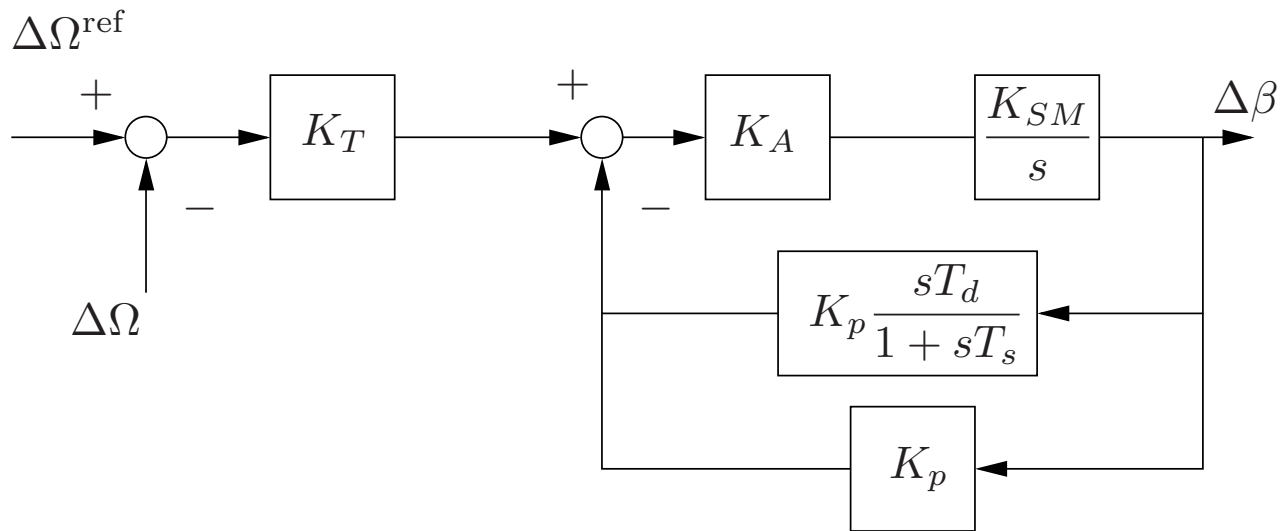 ΔΩ^ref
+
K_T
−
ΔΩ
+
K_A
−
K_SM
s
Δβ
K_p sT_d
1 + sT_s
K_p